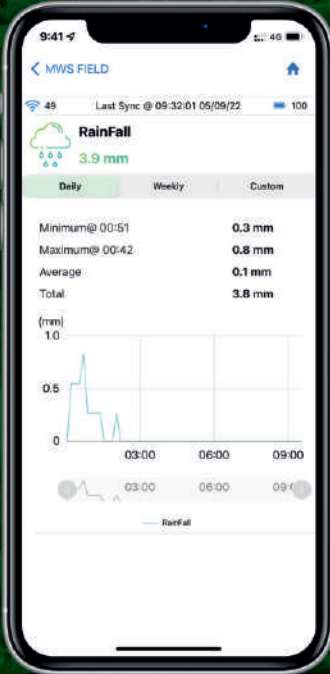 9:41 4G
MWS FIELD
49 Last Sync @ 09:32:01 05/09/22 100
RainFall
3.9 mm
Daily Weekly Custom
Minimum@ 00:51 0.3 mm
Maximum@ 00:42 0.8 mm
Average 0.1 mm
Total 3.8 mm
(mm)
1.0
0.5
0
03:00 06:00 09:00
03:00 06:00
RainFall